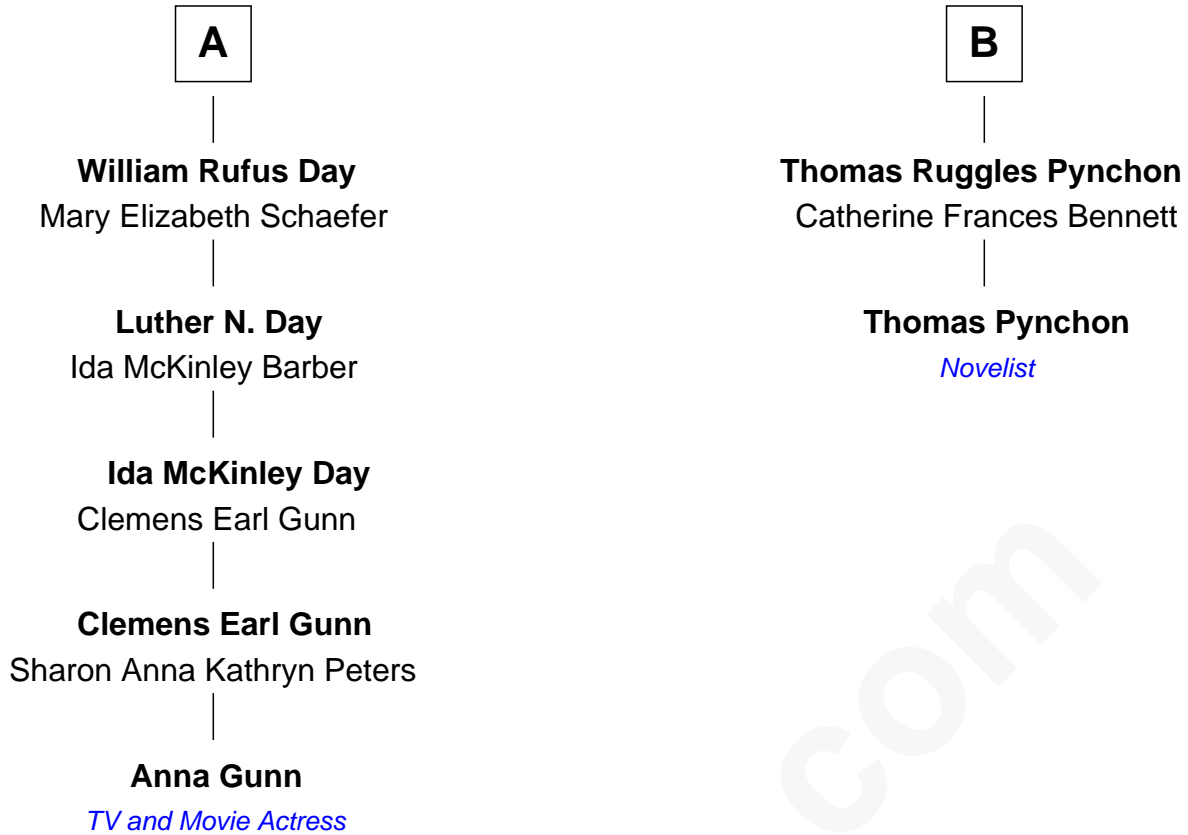 A
William Rufus Day
Mary Elizabeth Schaefer
Luther N. Day
Ida McKinley Barber
Ida McKinley Day
Clemens Earl Gunn
Clemens Earl Gunn
Sharon Anna Kathryn Peters
Anna Gunn
TV and Movie Actress
B
Thomas Ruggles Pynchon
Catherine Frances Bennett
Thomas Pynchon
Novelist
com